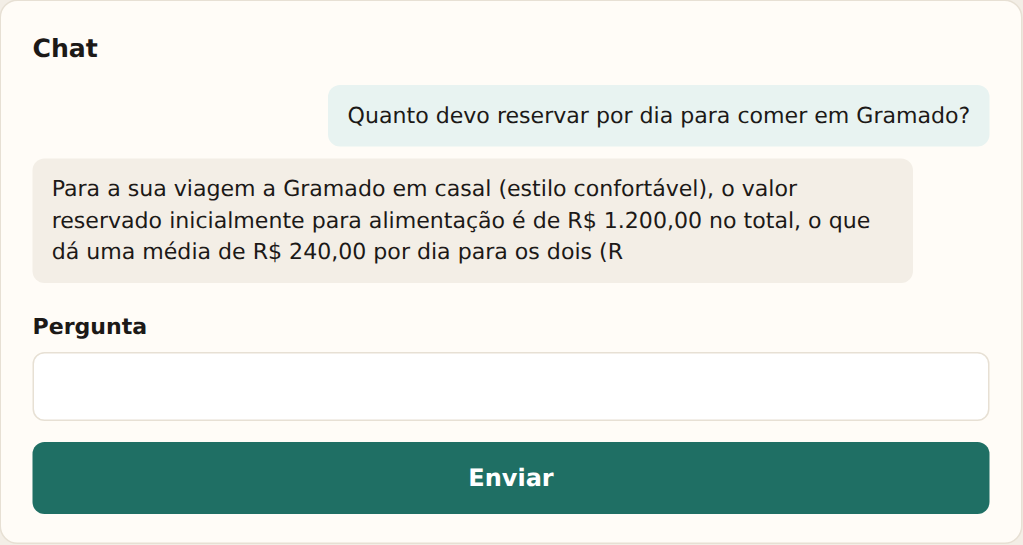 Chat
Quanto devo reservar por dia para comer em Gramado?
Para a sua viagem a Gramado em casal (estilo confortável), o valor
reservado inicialmente para alimentação é de R$ 1.200,00 no total, o que
dá uma média de R$ 240,00 por dia para os dois (R
Pergunta
Enviar